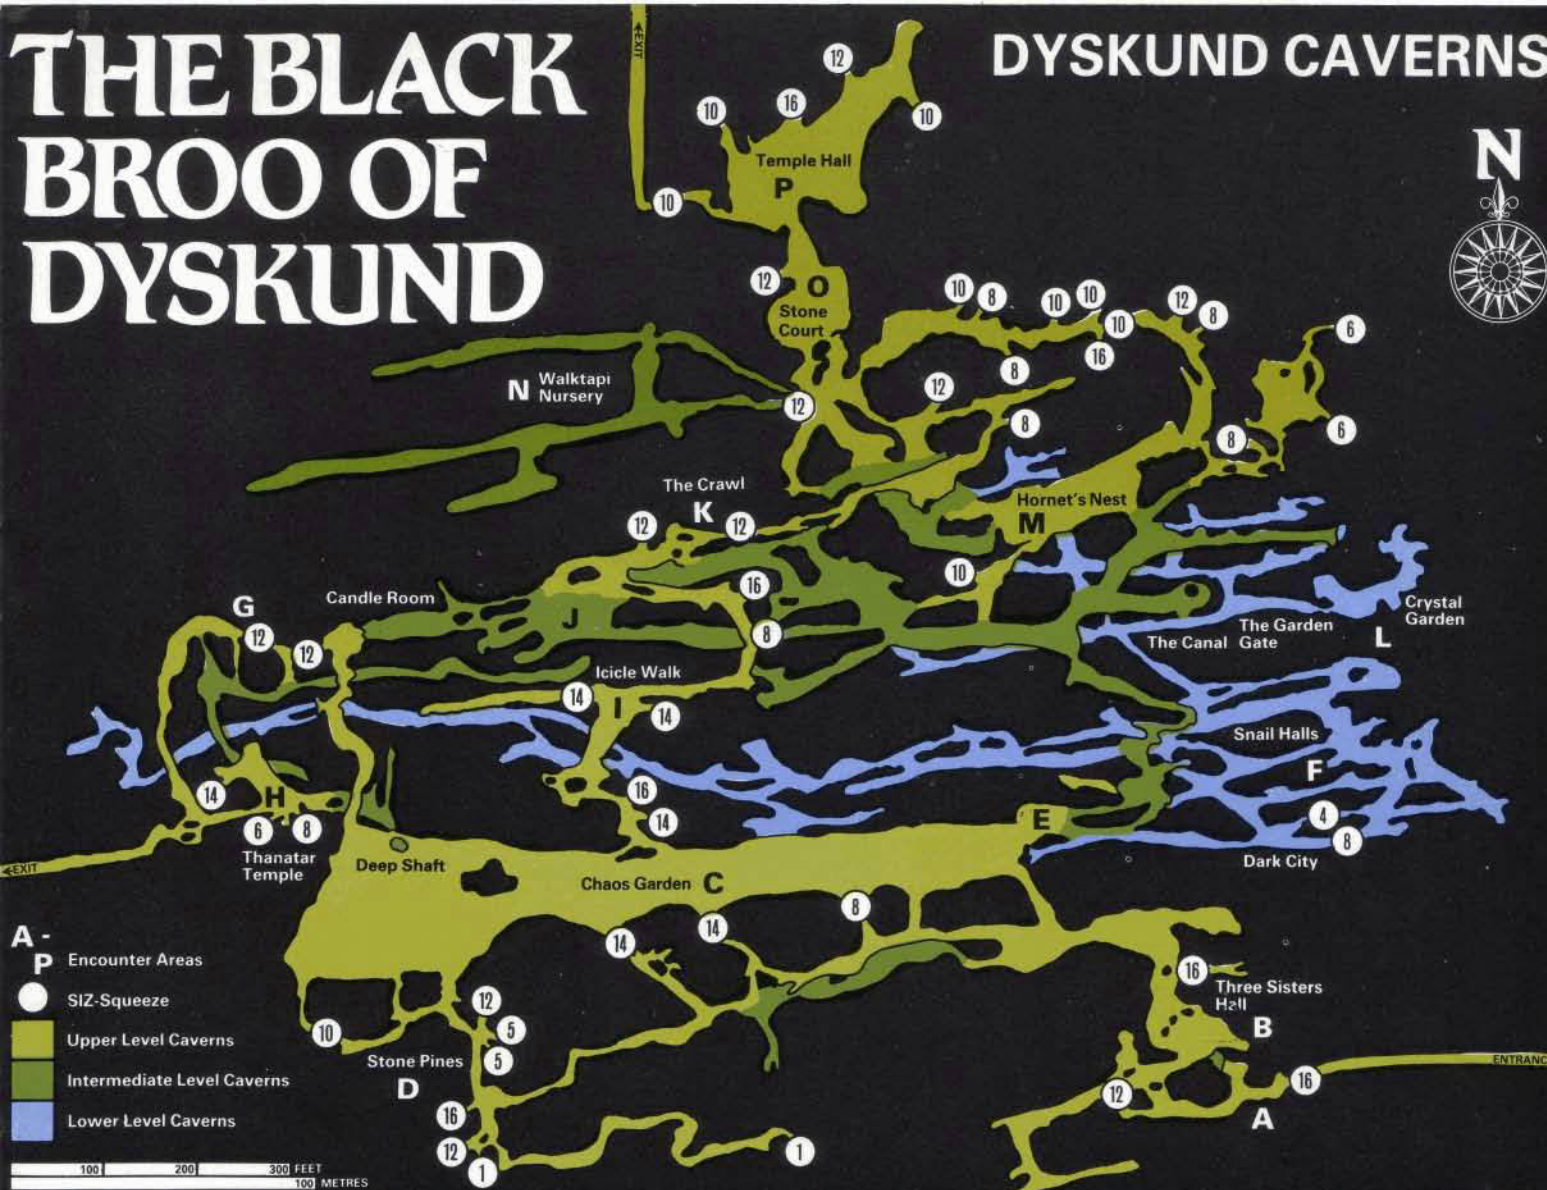 THE BLACK
BROO OF
DYSKUND
DYSKUND CAVERNS
←EXIT
N
12
10
16
10
Temple Hall
P
10
12
O
Stone
Court
10
8
10
10
10
12
8
16
8
6
N Walktapi
Nursery
12
12
8
8
6
The Crawl
K
12
12
Hornet's Nest
M
10
16
Candle Room
J
8
G
12
12
Crystal
Garden
L
The Garden
Gate
The Canal
Icicle Walk
14
I
14
Snail Halls
F
16
14
4
8
Dark City
14
H
6
8
Thanatar
Temple
←EXIT
E
Deep Shaft
Chaos Garden C
8
14
14
16
Three Sisters
Hall
B
10
12
5
5
Stone Pines
D
16
12
1
1
12
16
A
ENTRANC
A -
P Encounter Areas
SIZ-Squeeze
Upper Level Caverns
Intermediate Level Caverns
Lower Level Caverns
100 200 300 FEET
100 METRES